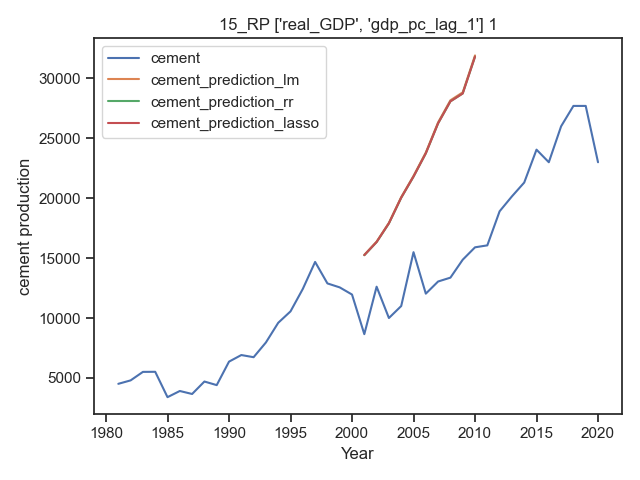 15_RP ['real_GDP', 'gdp_pc_lag_1'] 1
cement
cement_prediction_lm
cement_prediction_rr
cement_prediction_lasso
30000
25000
20000
15000
10000
5000
cement production
1980 1985 1990 1995 2000 2005 2010 2015 2020
Year